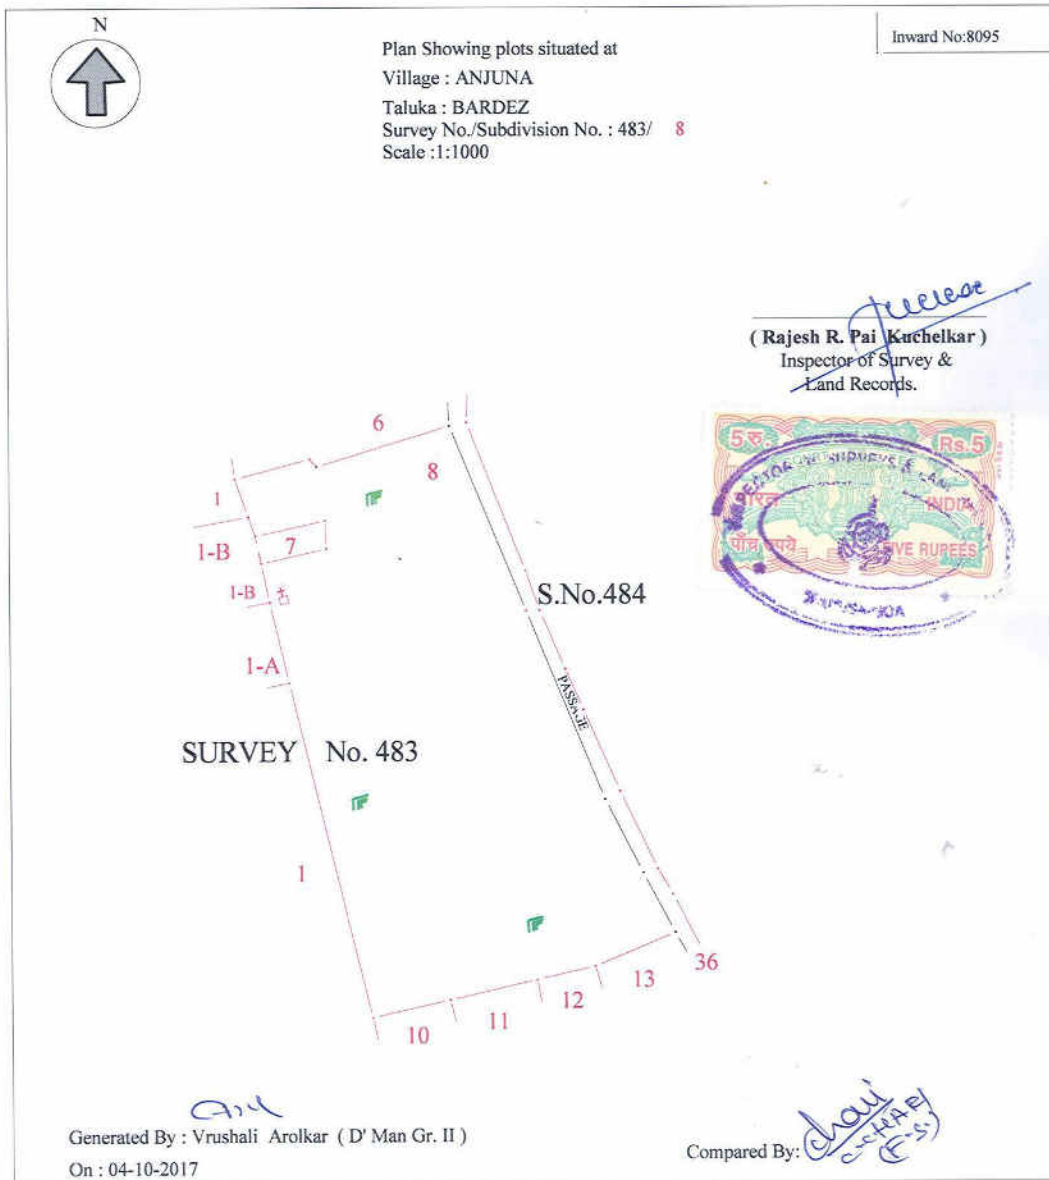 N
Inward No:8095
Plan Showing plots situated at
Village : ANJUNA
Taluka : BARDEZ
Survey No./Subdivision No. : 483/ 8
Scale :1:1000
( Rajesh R. Pai Kuchelkar )
Inspector of Survey &
Land Records.
5 रु. Rs.5
भारत INDIA
पाँच रुपये FIVE RUPEES
6
8
1
1-B
7
1-B
S.No.484
1-A
PASSAGE
SURVEY No. 483
1
36
13
12
11
10
Generated By : Vrushali Arolkar ( D' Man Gr. II )
On : 04-10-2017
Compared By: